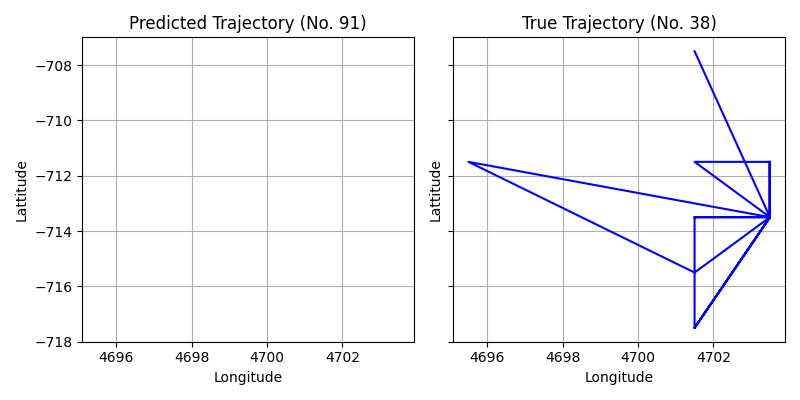 Predicted Trajectory (No. 91)
True Trajectory (No. 38)
Lattitude
−708
−710
−712
−714
−716
−718
4696 4698 4700 4702
Longitude
Lattitude
4696 4698 4700 4702
Longitude